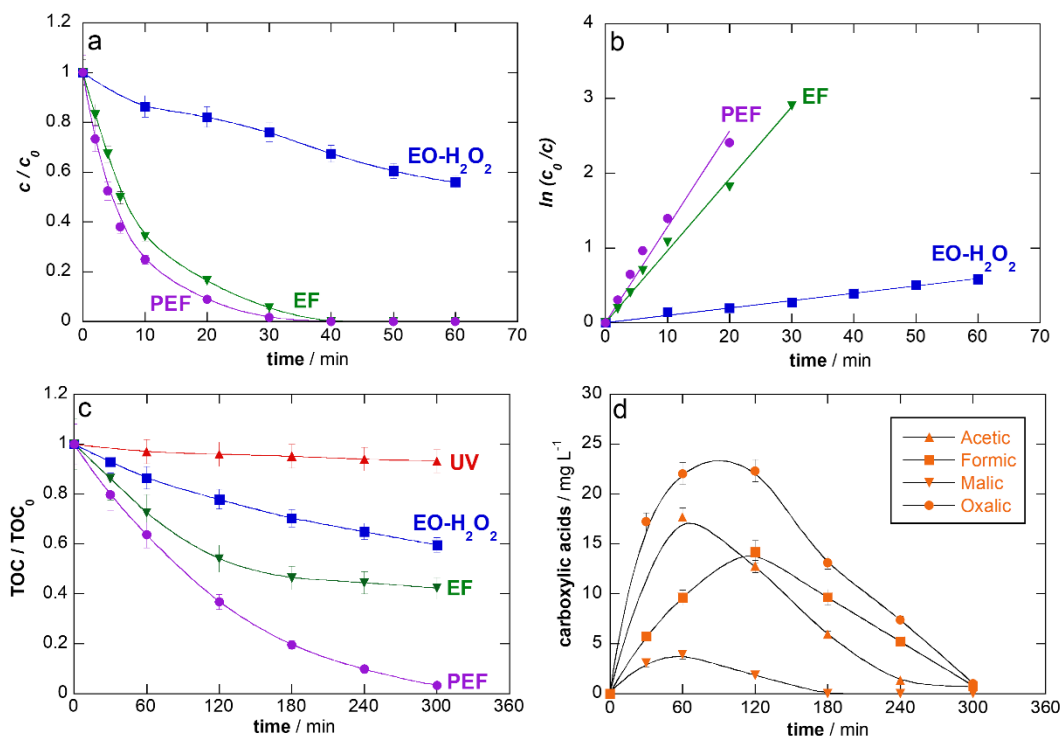 a
1.2
1
0.8
0.6
0.4
0.2
0
c / c₀
EO-H₂O₂
PEF
EF
0 10 20 30 40 50 60 70
time / min
b
4
3
2
1
0
ln (c₀/c)
PEF
EF
EO-H₂O₂
0 10 20 30 40 50 60 70
time / min
c
1.2
1
0.8
0.6
0.4
0.2
0
TOC / TOC₀
UV
EO-H₂O₂
EF
PEF
0 60 120 180 240 300 360
time / min
d
30
25
20
15
10
5
0
carboxylic acids / mg L⁻¹
Acetic
Formic
Malic
Oxalic
0 60 120 180 240 300 360
time / min